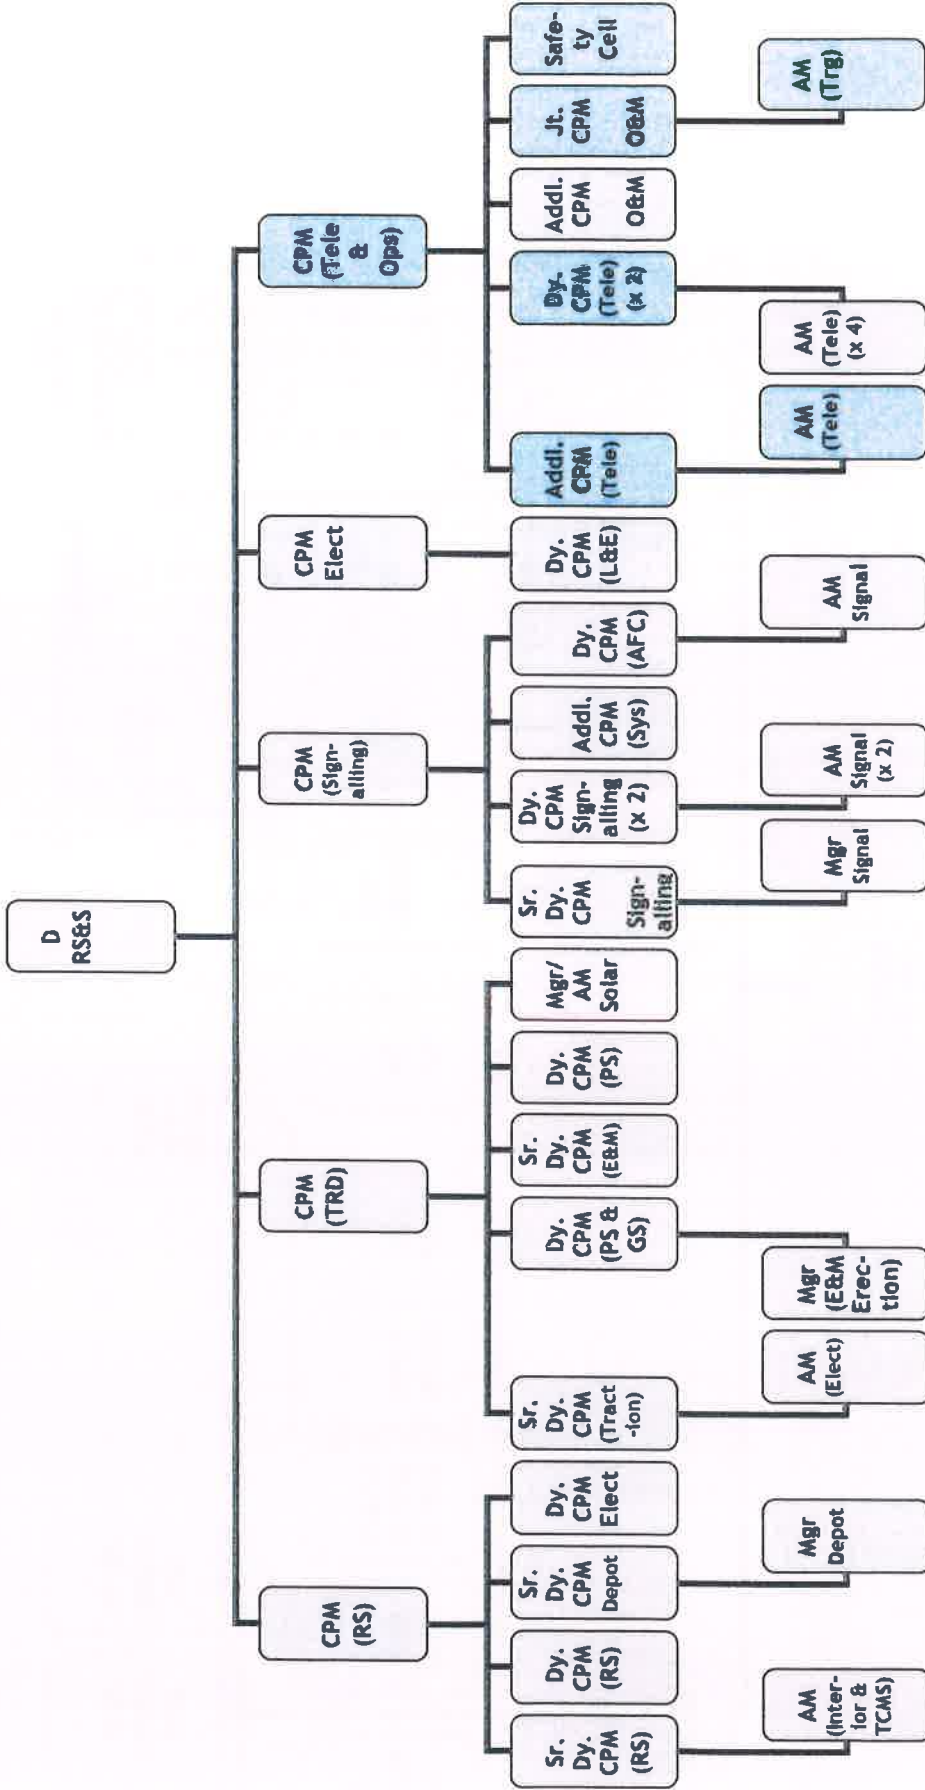 D
RS&S
CPM
(RS)
CPM
(TRD)
CPM
(Sign-
alling)
CPM
Elect
CPM
(Tele
&
Ops)
Sr.
Dy.
CPM
(RS)
Dy.
CPM
(RS)
Sr.
Dy.
CPM
Depot
Dy.
CPM
Elect
Sr.
Dy.
CPM
(Tract
-ion)
Dy.
CPM
(PS &
GS)
Sr.
Dy.
CPM
(E&M)
Dy.
CPM
(PS)
Mgr/
AM
Solar
Sr.
Dy.
CPM
Sign-
alling
Dy.
CPM
Sign-
alling
(x 2)
Addl.
CPM
(Sys)
Dy.
CPM
(AFC)
Dy.
CPM
(L&E)
Addl.
CPM
(Tele)
Dy.
CPM
(Tele)
(x 2)
Addl.
CPM
O&M
Jt.
CPM
O&M
Safe-
ty
Cell
AM
(Inter-
ior &
TCMS)
Mgr
Depot
AM
(Elect)
Mgr
(E&M
Erec-
tion)
Mgr
Signal
AM
Signal
(x 2)
AM
Signal
AM
(Tele)
AM
(Tele)
(x 4)
AM
(Trg)